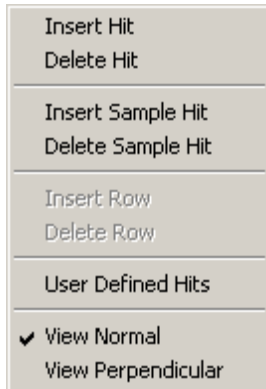 Insert Hit
Delete Hit
Insert Sample Hit
Delete Sample Hit
Insert Row
Delete Row
User Defined Hits
View Normal
View Perpendicular